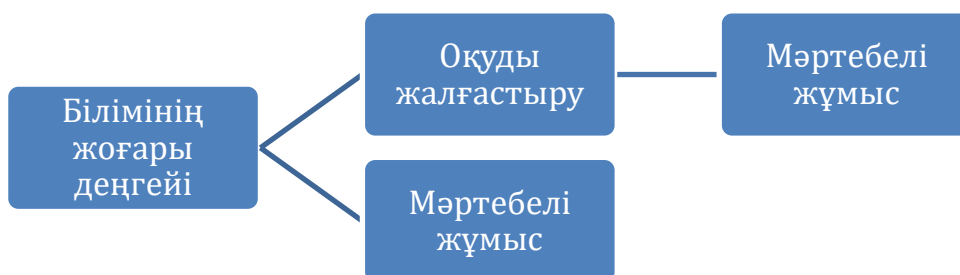 Білімінің
жоғары
деңгейі
Оқуды
жалғастыру
Мәртебелі
жұмыс
Мәртебелі
жұмыс